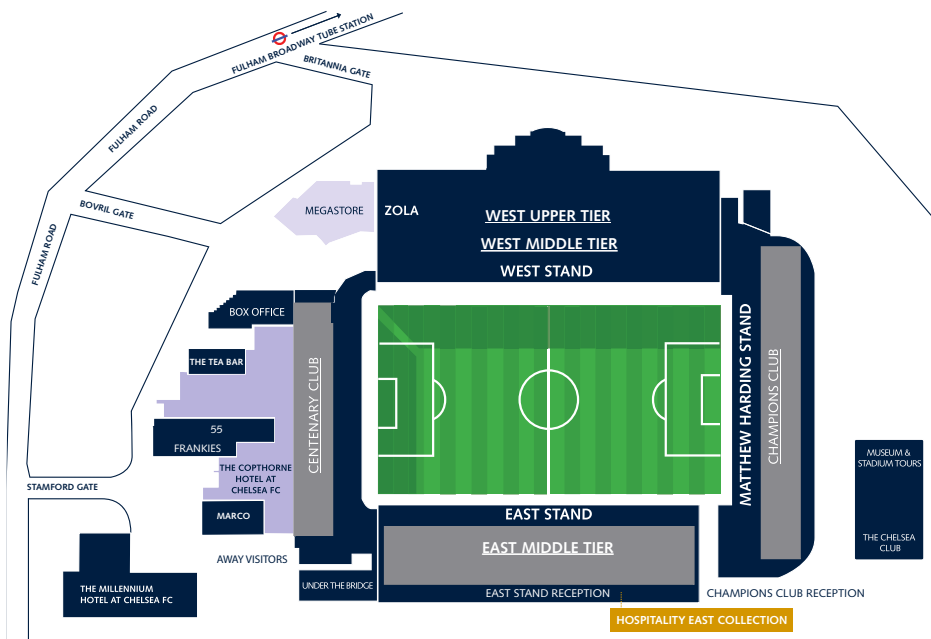 FULHAM BROADWAY TUBE STATION
BRITANNIA GATE
FULHAM ROAD
BOVRIL GATE
FULHAM ROAD
MEGASTORE
ZOLA
WEST UPPER TIER
WEST MIDDLE TIER
WEST STAND
BOX OFFICE
THE TEA BAR
55
FRANKIES
THE COPTHORNE
HOTEL AT
CHELSEA FC
MARCO
CENTENARY CLUB
MATTHEW HARDING STAND
CHAMPIONS CLUB
MUSEUM &
STADIUM TOURS
THE CHELSEA
CLUB
STAMFORD GATE
EAST STAND
EAST MIDDLE TIER
AWAY VISITORS
UNDER THE BRIDGE
THE MILLENNIUM
HOTEL AT CHELSEA FC
EAST STAND RECEPTION
CHAMPIONS CLUB RECEPTION
HOSPITALITY EAST COLLECTION